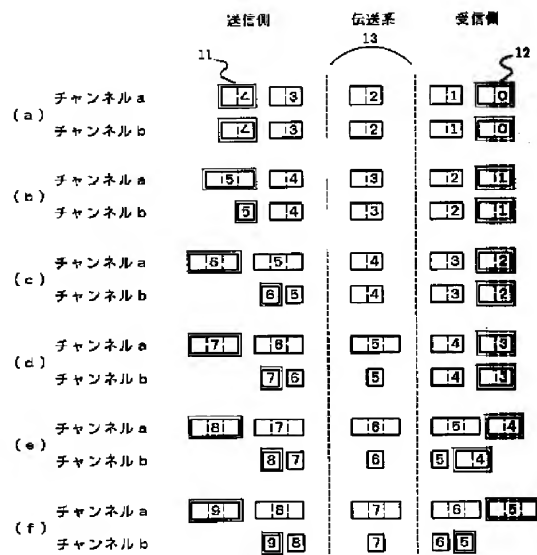 送信側 伝送系 受信側
11 13 12
(a) チャンネルa 4 3 2 1 0
チャンネルb 4 3 2 1 0
(b) チャンネルa 5 4 3 2 1
チャンネルb 5 4 3 2 1
(c) チャンネルa 6 5 4 3 2
チャンネルb 6 5 4 3 2
(d) チャンネルa 7 6 5 4 3
チャンネルb 7 6 5 4 3
(e) チャンネルa 8 7 6 5 4
チャンネルb 8 7 6 5 4
(f) チャンネルa 9 8 7 6 5
チャンネルb 9 8 7 6 5